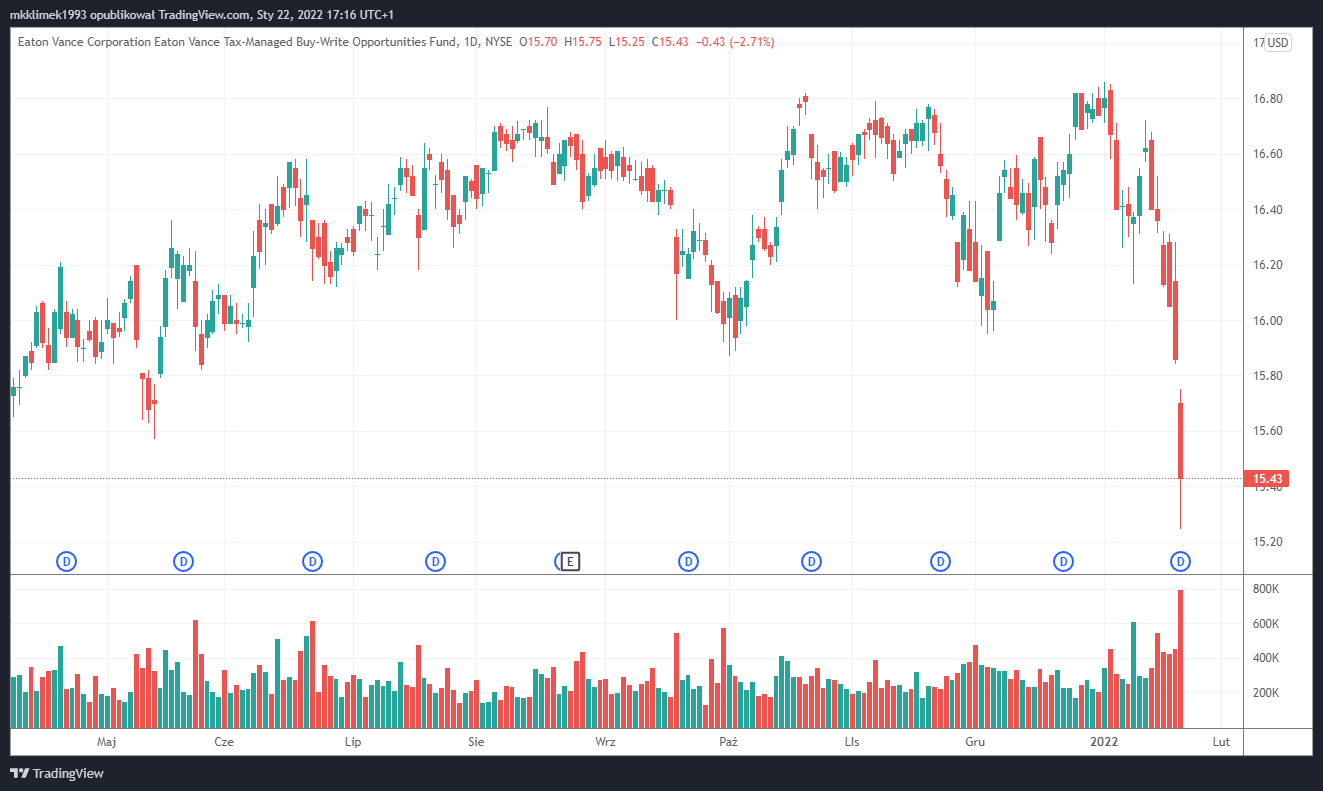 mkklimek1993 opublikował TradingView.com, Sty 22, 2022 17:16 UTC+1
Eaton Vance Corporation Eaton Vance Tax-Managed Buy-Write Opportunities Fund, 1D, NYSE O15.70 H15.75 L15.25 C15.43 −0.43 (−2.71%)
17 USD
16.80
16.60
16.40
16.20
16.00
15.80
15.60
15.43
15.40
15.20
D D D D E D D D D D
800K
600K
400K
200K
Maj Cze Lip Sie Wrz Paź LIs Gru 2022 Lut
TradingView